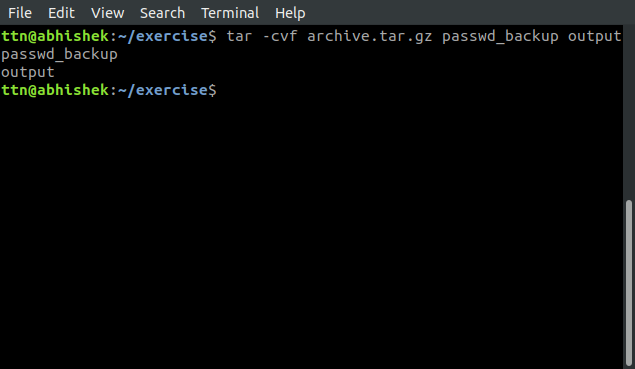 File Edit View Search Terminal Help
ttn@abhishek:~/exercise$ tar -cvf archive.tar.gz passwd_backup output
passwd_backup
output
ttn@abhishek:~/exercise$